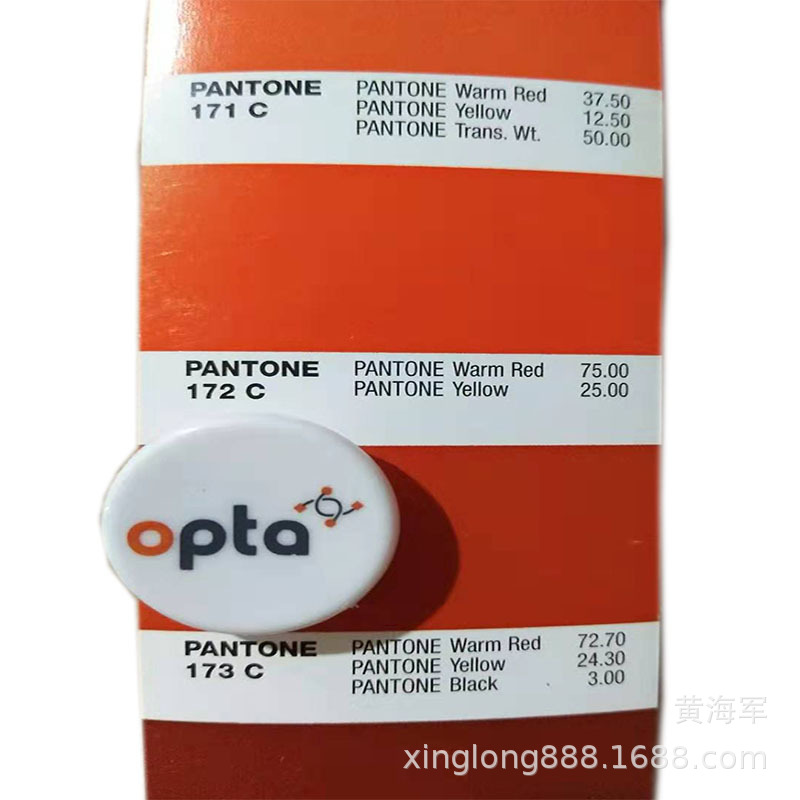 PANTONE PANTONE Warm Red 37.50
171 C PANTONE Yellow 12.50
PANTONE Trans. Wt. 50.00
PANTONE PANTONE Warm Red 75.00
172 C PANTONE Yellow 25.00
opta
PANTONE PANTONE Warm Red 72.70
173 C PANTONE Yellow 24.30
PANTONE Black 3.00
黄海军
xinglong888.1688.com